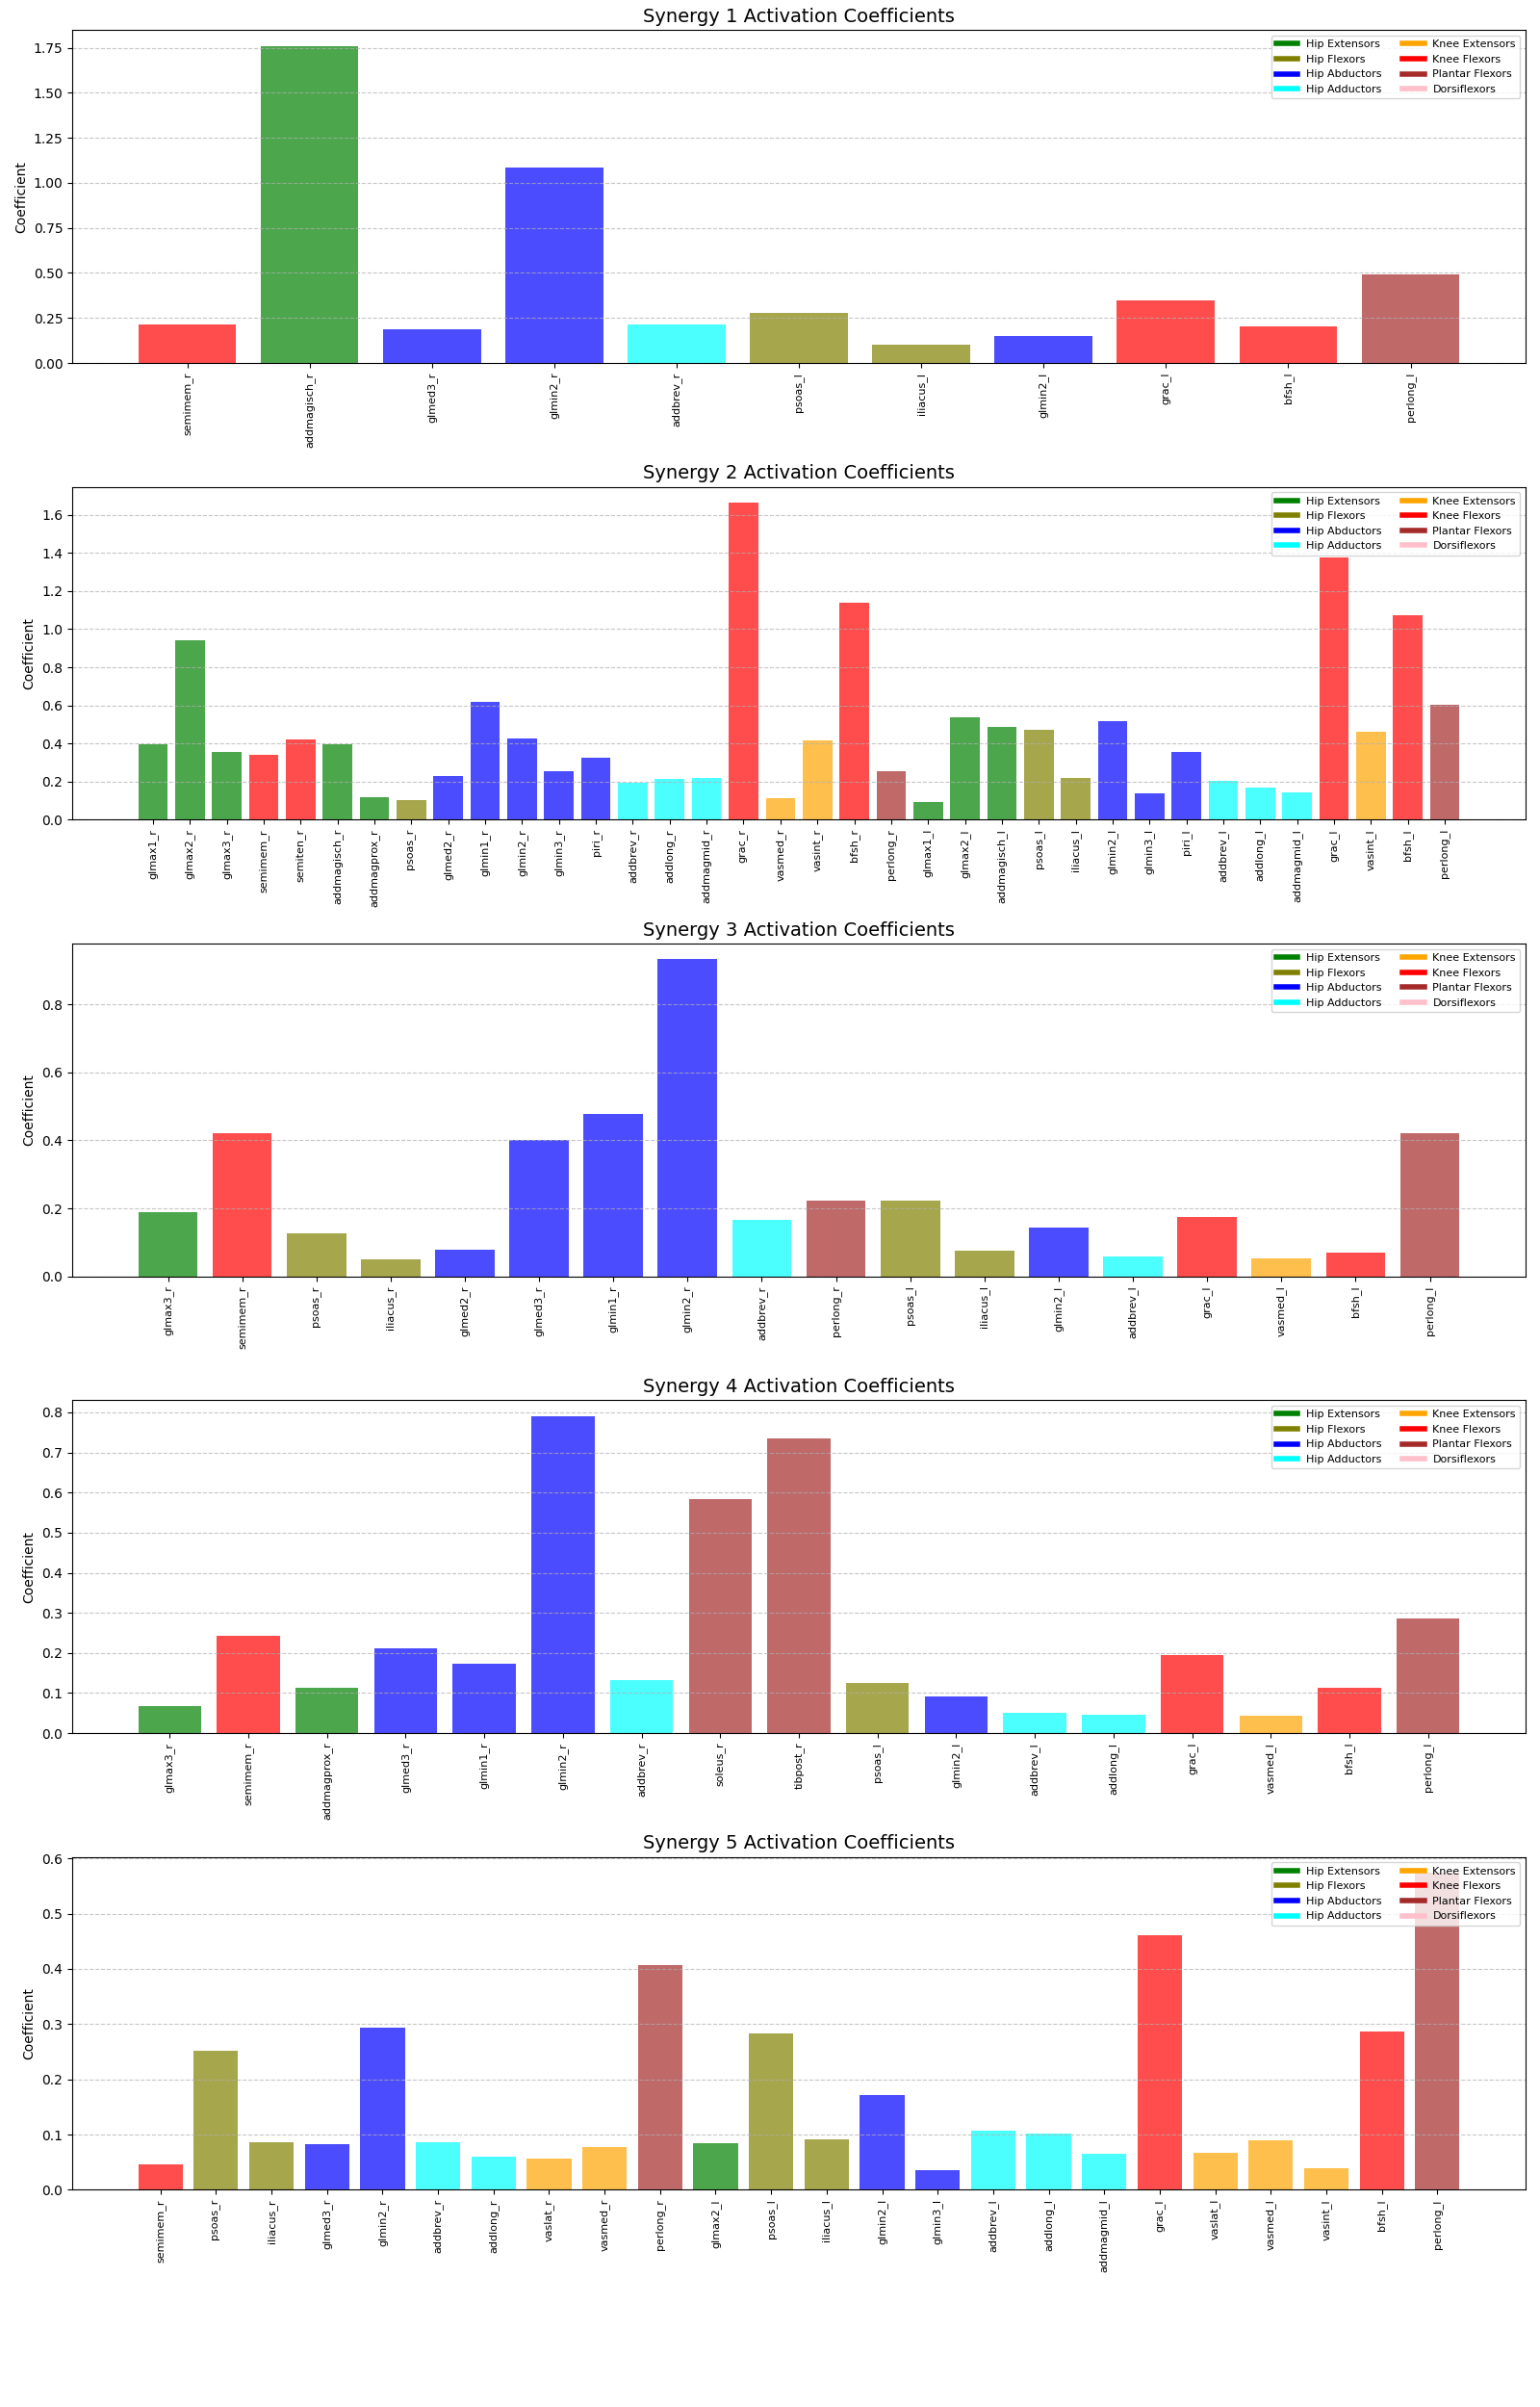 Synergy 1 Activation Coefficients
Coefficient
1.75
1.50
1.25
1.00
0.75
0.50
0.25
0.00
Hip Extensors Knee Extensors
Hip Flexors Knee Flexors
Hip Abductors Plantar Flexors
Hip Adductors Dorsiflexors
semimem_r addmagisch_r glmed3_r glmin2_r addbrev_r psoas_l iliacus_l glmin2_l grac_l bfsh_l perlong_l
Synergy 2 Activation Coefficients
Coefficient
1.6
1.4
1.2
1.0
0.8
0.6
0.4
0.2
0.0
Hip Extensors Knee Extensors
Hip Flexors Knee Flexors
Hip Abductors Plantar Flexors
Hip Adductors Dorsiflexors
glmax1_r glmax2_r glmax3_r semimem_r semiten_r addmagisch_r addmagprox_r psoas_r glmed2_r glmin1_r glmin2_r glmin3_r piri_r addbrev_r addlong_r addmagmid_r grac_r vasmed_r vasint_r bfsh_r perlong_r glmax1_l glmax2_l addmagisch_l psoas_l iliacus_l glmin2_l glmin3_l piri_l addbrev_l addlong_l addmagmid_l grac_l vasint_l bfsh_l perlong_l
Synergy 3 Activation Coefficients
Coefficient
0.8
0.6
0.4
0.2
0.0
Hip Extensors Knee Extensors
Hip Flexors Knee Flexors
Hip Abductors Plantar Flexors
Hip Adductors Dorsiflexors
glmax3_r semimem_r psoas_r iliacus_r glmed2_r glmed3_r glmin1_r glmin2_r addbrev_r perlong_r psoas_l iliacus_l glmin2_l addbrev_l grac_l vasmed_l bfsh_l perlong_l
Synergy 4 Activation Coefficients
Coefficient
0.8
0.7
0.6
0.5
0.4
0.3
0.2
0.1
0.0
Hip Extensors Knee Extensors
Hip Flexors Knee Flexors
Hip Abductors Plantar Flexors
Hip Adductors Dorsiflexors
glmax3_r semimem_r addmagprox_r glmed3_r glmin1_r glmin2_r addbrev_r soleus_r tibpost_r psoas_l glmin2_l addbrev_l addlong_l grac_l vasmed_l bfsh_l perlong_l
Synergy 5 Activation Coefficients
Coefficient
0.6
0.5
0.4
0.3
0.2
0.1
0.0
Hip Extensors Knee Extensors
Hip Flexors Knee Flexors
Hip Abductors Plantar Flexors
Hip Adductors Dorsiflexors
semimem_r psoas_r iliacus_r glmed3_r glmin2_r addbrev_r addlong_r vaslat_r vasmed_r perlong_r glmax2_l psoas_l iliacus_l glmin2_l glmin3_l addbrev_l addlong_l addmagmid_l grac_l vaslat_l vasmed_l vasint_l bfsh_l perlong_l